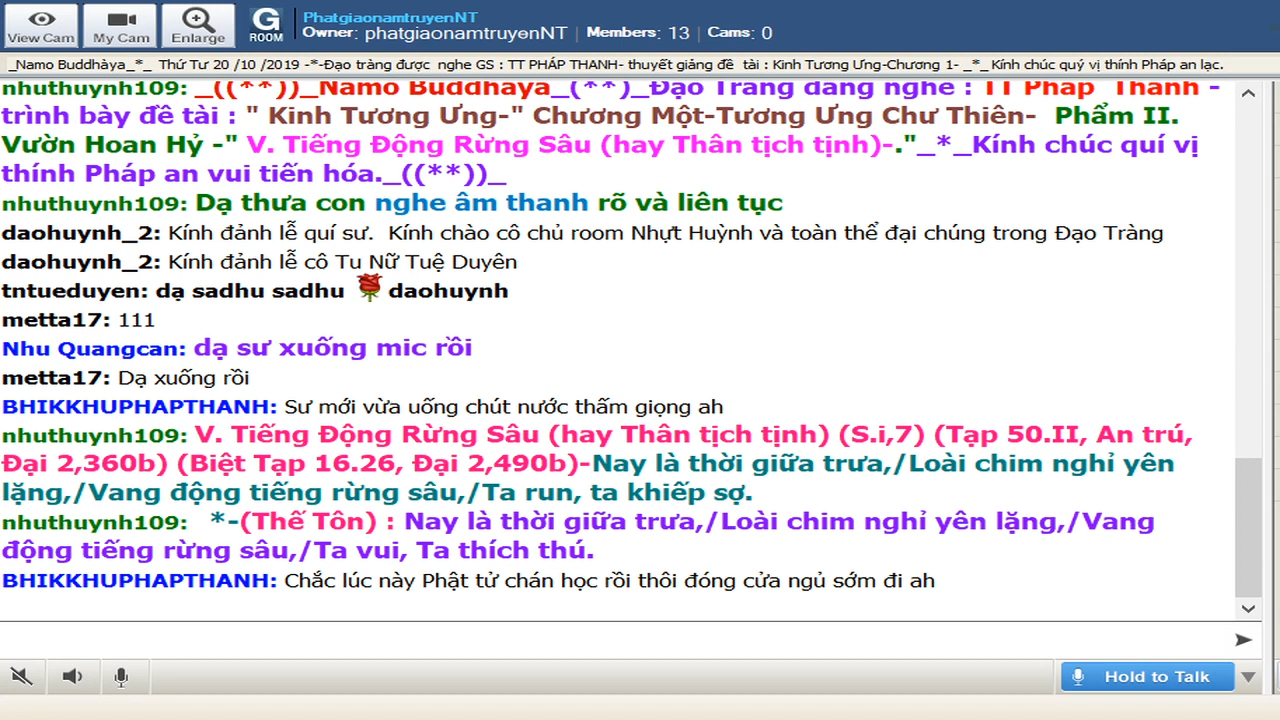 View Cam
My Cam
Enlarge
G
ROOM
PhatgiaonamtruyenNT
Owner: phatgiaonamtruyenNT | Members: 13 | Cams: 0
_Namo Buddhàya_*_ Thứ Tư 20 /10 /2019 -*-Đạo tràng được nghe GS : TT PHÁP THANH- thuyết giảng đề tài : Kinh Tương Ưng-Chương 1- _*_ Kính chúc quý vị thính Pháp an lạc.
nhuthuynh109: _((**))_Namo Buddhaya_(**)_Đạo Tràng đang nghe : TT Pháp Thanh -
trình bày đề tài : " Kinh Tương Ưng-" Chương Một-Tương Ưng Chư Thiên- Phẩm II.
Vườn Hoan Hỷ -" V. Tiếng Động Rừng Sâu (hay Thân tịch tịnh)-."_*_Kính chúc quí vị
thính Pháp an vui tiến hóa._((**))_
nhuthuynh109: Dạ thưa con nghe âm thanh rõ và liên tục
daohuynh_2: Kính đảnh lễ quí sư. Kính chào cô chủ room Nhựt Huỳnh và toàn thể đại chúng trong Đạo Tràng
daohuynh_2: Kính đảnh lễ cô Tu Nữ Tuệ Duyên
tntueduyen: dạ sadhu sadhu daohuynh
metta17: 111
Nhu Quangcan: dạ sư xuống mic rồi
metta17: Dạ xuống rồi
BHIKKHUPHAPTHANH: Sư mới vừa uống chút nước thấm giọng ah
nhuthuynh109: V. Tiếng Động Rừng Sâu (hay Thân tịch tịnh) (S.i,7) (Tạp 50.II, An trú,
Đại 2,360b) (Biệt Tạp 16.26, Đại 2,490b)-Nay là thời giữa trưa,/Loài chim nghỉ yên
lặng,/Vang động tiếng rừng sâu,/Ta run, ta khiếp sợ.
nhuthuynh109: *-(Thế Tôn) : Nay là thời giữa trưa,/Loài chim nghỉ yên lặng,/Vang
động tiếng rừng sâu,/Ta vui, Ta thích thú.
BHIKKHUPHAPTHANH: Chắc lúc này Phật tử chán học rồi thôi đóng cửa ngủ sớm đi ah
Hold to Talk